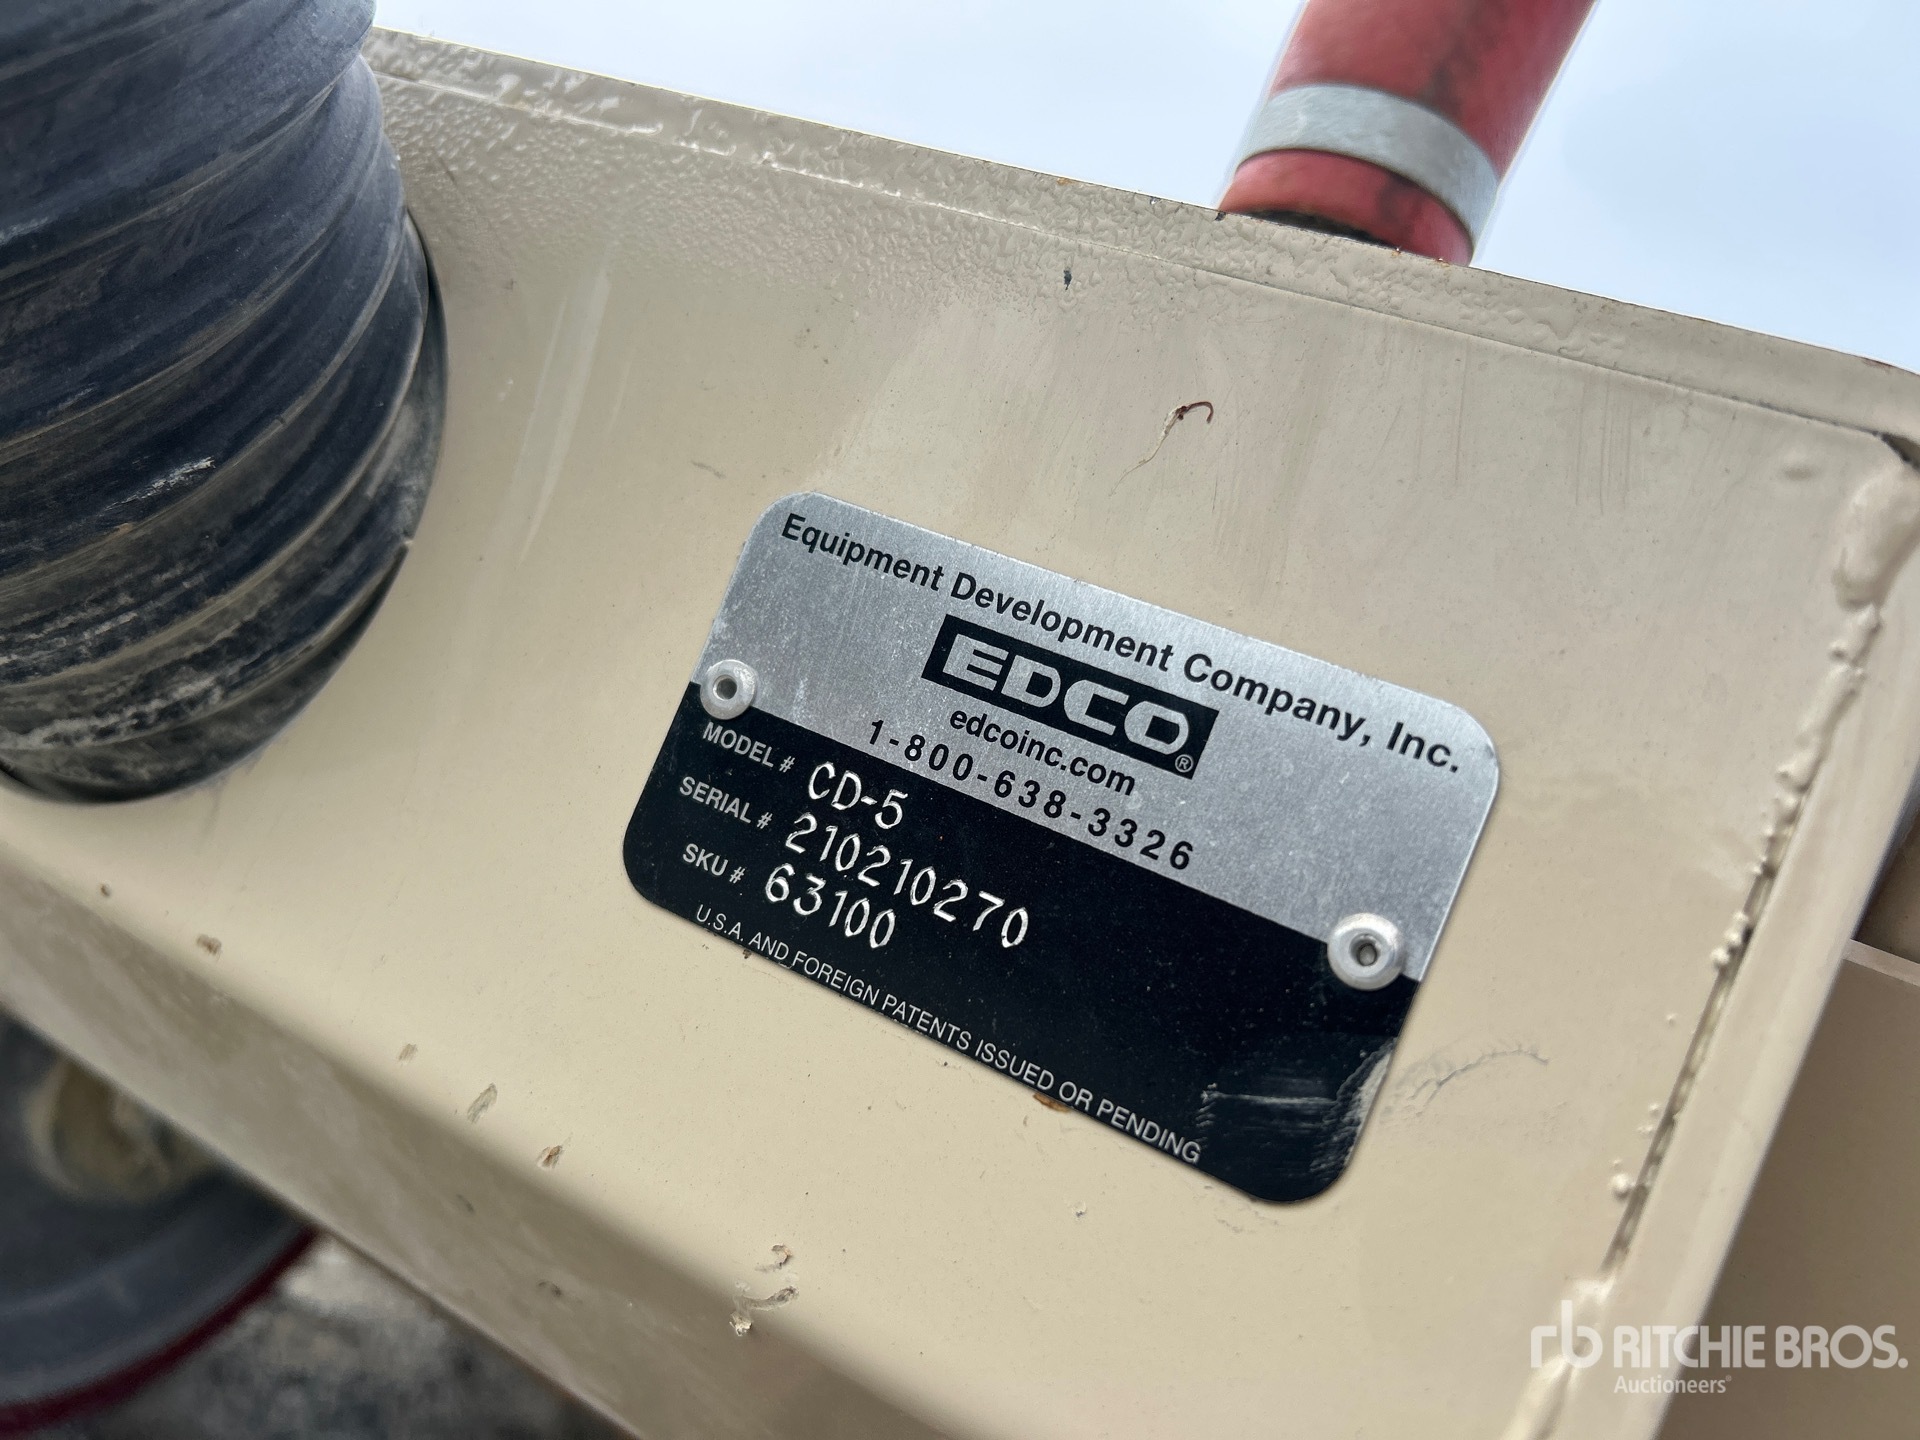 Equipment Development Company, Inc.
EDCO®
edcoinc.com
1-800-638-3326
MODEL # CD-5
SERIAL # 210210270
SKU # 63100
U.S.A. AND FOREIGN PATENTS ISSUED OR PENDING
rb RITCHIE BROS.
Auctioneers®